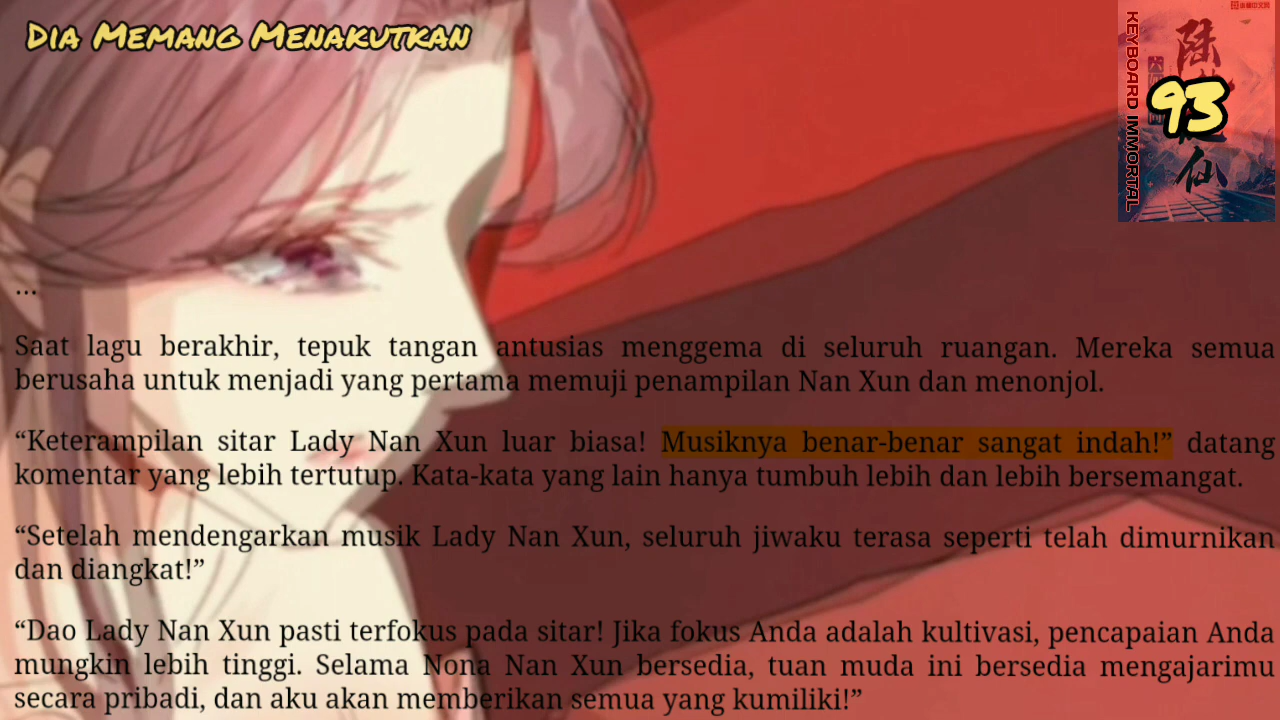 Dia Memang Menakutkan
KEYBOARD IMMORTAL
93
仙
...
Saat lagu berakhir, tepuk tangan antusias menggema di seluruh ruangan. Mereka semua
berusaha untuk menjadi yang pertama memuji penampilan Nan Xun dan menonjol.
“Keterampilan sitar Lady Nan Xun luar biasa! Musiknya benar-benar sangat indah!” datang
komentar yang lebih tertutup. Kata-kata yang lain hanya tumbuh lebih dan lebih bersemangat.
“Setelah mendengarkan musik Lady Nan Xun, seluruh jiwaku terasa seperti telah dimurnikan
dan diangkat!”
“Dao Lady Nan Xun pasti terfokus pada sitar! Jika fokus Anda adalah kultivasi, pencapaian Anda
mungkin lebih tinggi. Selama Nona Nan Xun bersedia, tuan muda ini bersedia mengajarimu
secara pribadi, dan aku akan memberikan semua yang kumiliki!”